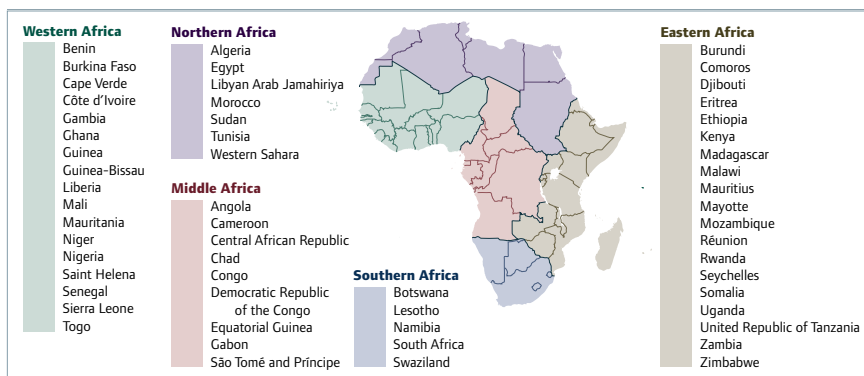 Western Africa
Benin
Burkina Faso
Cape Verde
Côte d’Ivoire
Gambia
Ghana
Guinea
Guinea-Bissau
Liberia
Mali
Mauritania
Niger
Nigeria
Saint Helena
Senegal
Sierra Leone
Togo
Northern Africa
Algeria
Egypt
Libyan Arab Jamahiriya
Morocco
Sudan
Tunisia
Western Sahara
Middle Africa
Angola
Cameroon
Central African Republic
Chad
Congo
Democratic Republic
of the Congo
Equatorial Guinea
Gabon
São Tomé and Príncipe
Southern Africa
Botswana
Lesotho
Namibia
South Africa
Swaziland
Eastern Africa
Burundi
Comoros
Djibouti
Eritrea
Ethiopia
Kenya
Madagascar
Malawi
Mauritius
Mayotte
Mozambique
Réunion
Rwanda
Seychelles
Somalia
Uganda
United Republic of Tanzania
Zambia
Zimbabwe